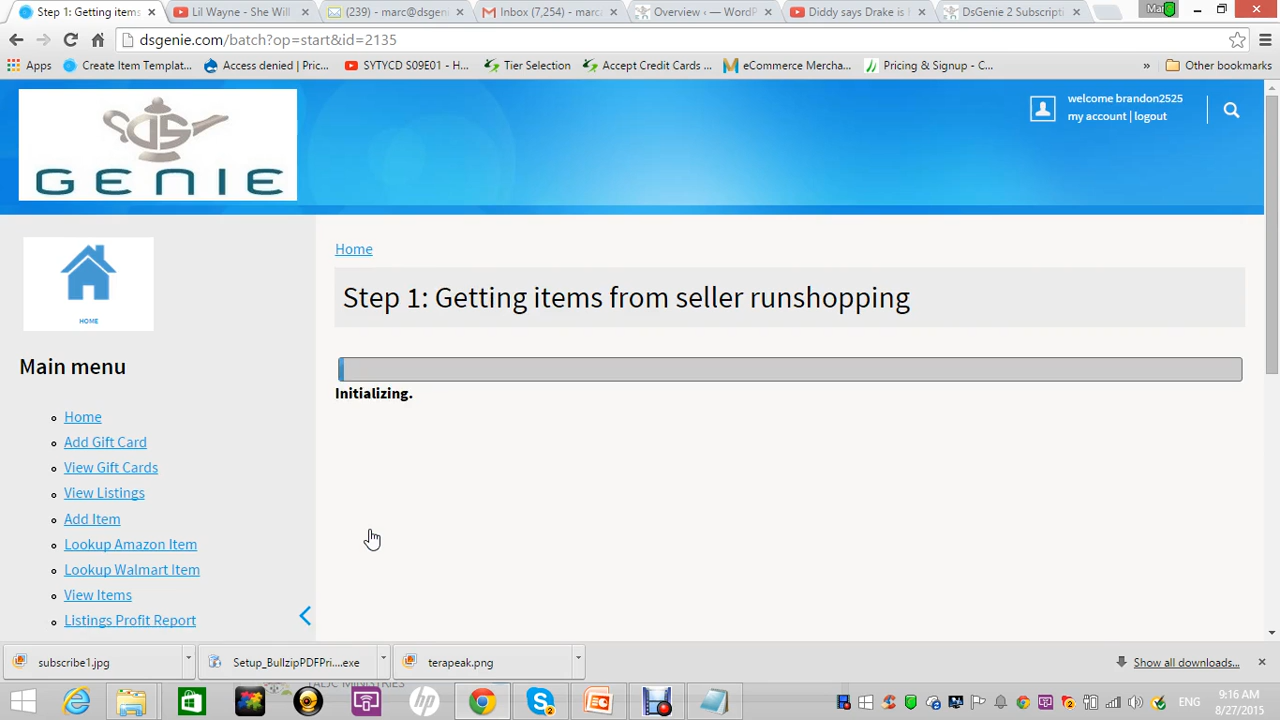 Step 1: Getting items
Lil Wayne - She Will
(239) - marc@dsgeni
Inbox (7,254) - marc
Overview ‹ — WordP
Diddy says Drake is
DsGenie 2 Subscripti
dsgenie.com/batch?op=start&id=2135
Apps
Create Item Templat...
Access denied | Pric...
SYTYCD S09E01 - H...
Tier Selection
Accept Credit Cards ...
eCommerce Mercha...
Pricing & Signup - C...
»
Other bookmarks
DS
GENIE
welcome brandon2525
my account | logout
HOME
Home
Step 1: Getting items from seller runshopping
Initializing.
Main menu
Home
Add Gift Card
View Gift Cards
View Listings
Add Item
Lookup Amazon Item
Lookup Walmart Item
View Items
Listings Profit Report
subscribe1.jpg
Setup_BullzipPDFPri....exe
terapeak.png
Show all downloads...
hp
ENG
9:16 AM
8/27/2015